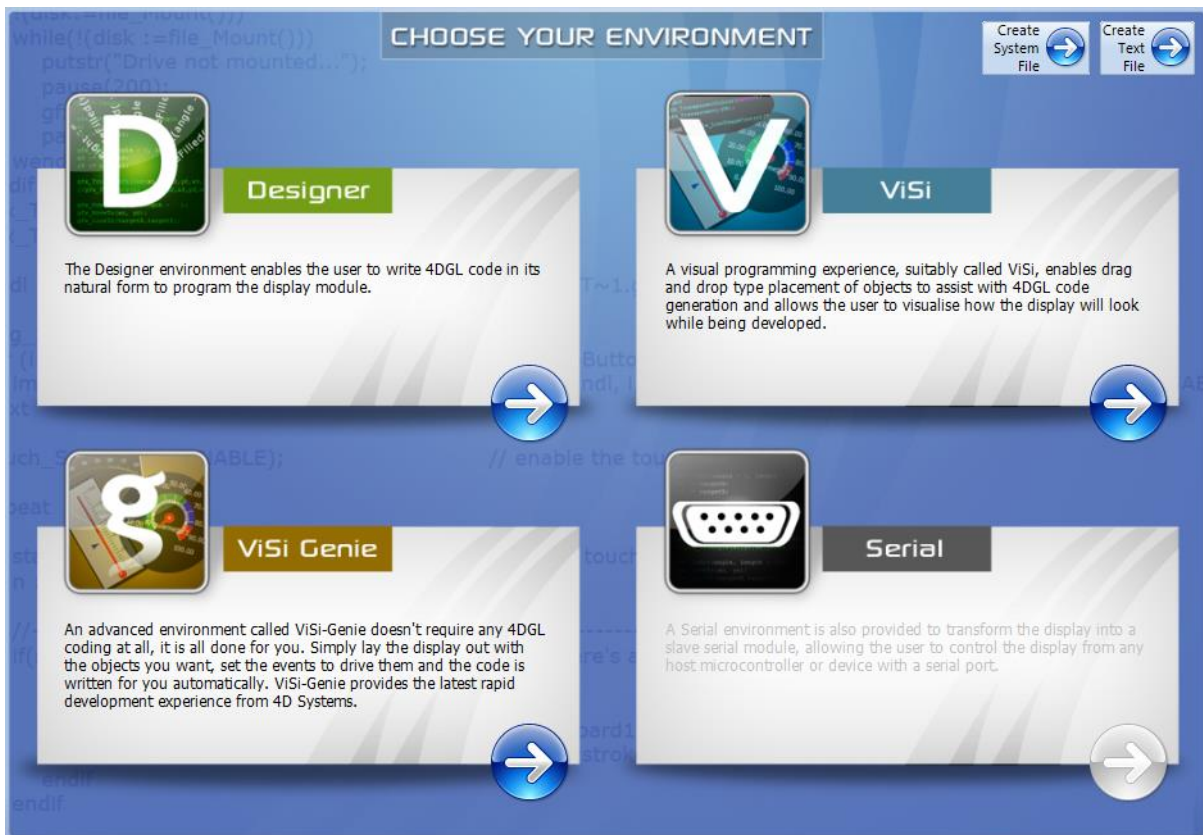 CHOOSE YOUR ENVIRONMENT
Create
System
File
Create
Text
File
while(!(disk :=file_Mount()))
putstr("Drive not mounted...");
pause(200);
D
Designer
The Designer environment enables the user to write 4DGL code in its
natural form to program the display module.
V
ViSi
A visual programming experience, suitably called ViSi, enables drag
and drop type placement of objects to assist with 4DGL code
generation and allows the user to visualise how the display will look
while being developed.
// enable the tou
g
ViSi Genie
An advanced environment called ViSi-Genie doesn't require any 4DGL
coding at all, it is all done for you. Simply lay the display out with
the objects you want, set the events to drive them and the code is
written for you automatically. ViSi-Genie provides the latest rapid
development experience from 4D Systems.
Serial
A Serial environment is also provided to transform the display into a
slave serial module, allowing the user to control the display from any
host microcontroller or device with a serial port.
endif
endif